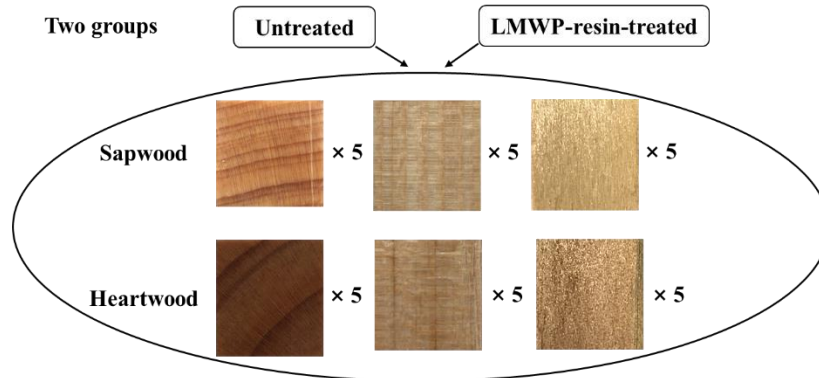 Two groups
Untreated
LMWP-resin-treated
Sapwood
× 5
× 5
× 5
Heartwood
× 5
× 5
× 5